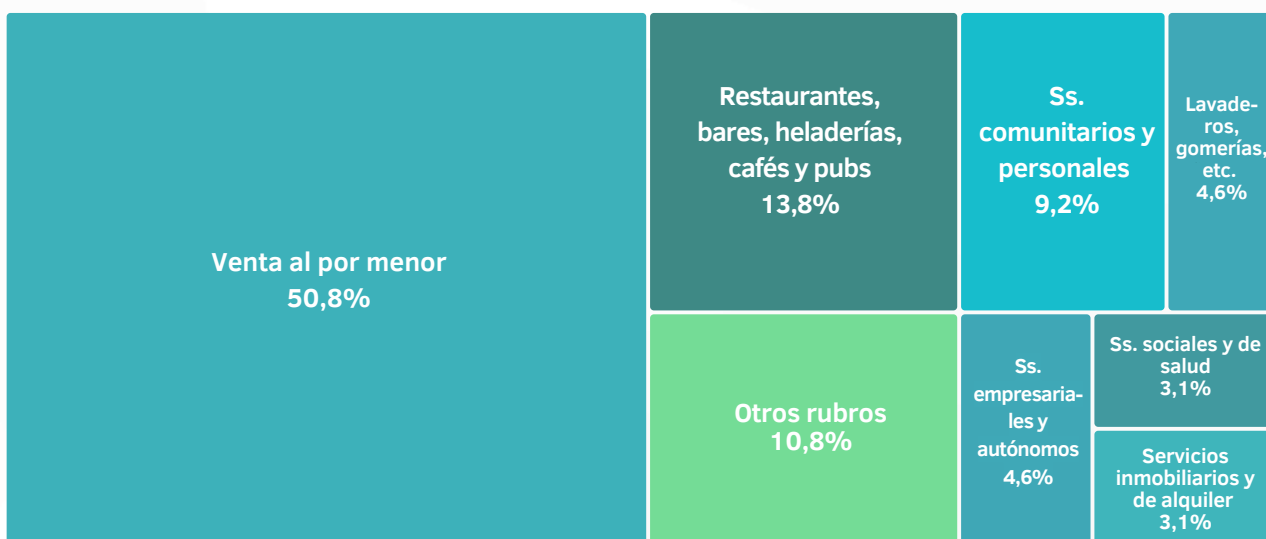 Venta al por menor
50,8%
Restaurantes,
bares, heladerías,
cafés y pubs
13,8%
Ss.
comunitarios y
personales
9,2%
Lavade-
ros,
gomerías,
etc.
4,6%
Otros rubros
10,8%
Ss.
empresaria-
les y
autónomos
4,6%
Ss. sociales y de
salud
3,1%
Servicios
inmobiliarios y
de alquiler
3,1%